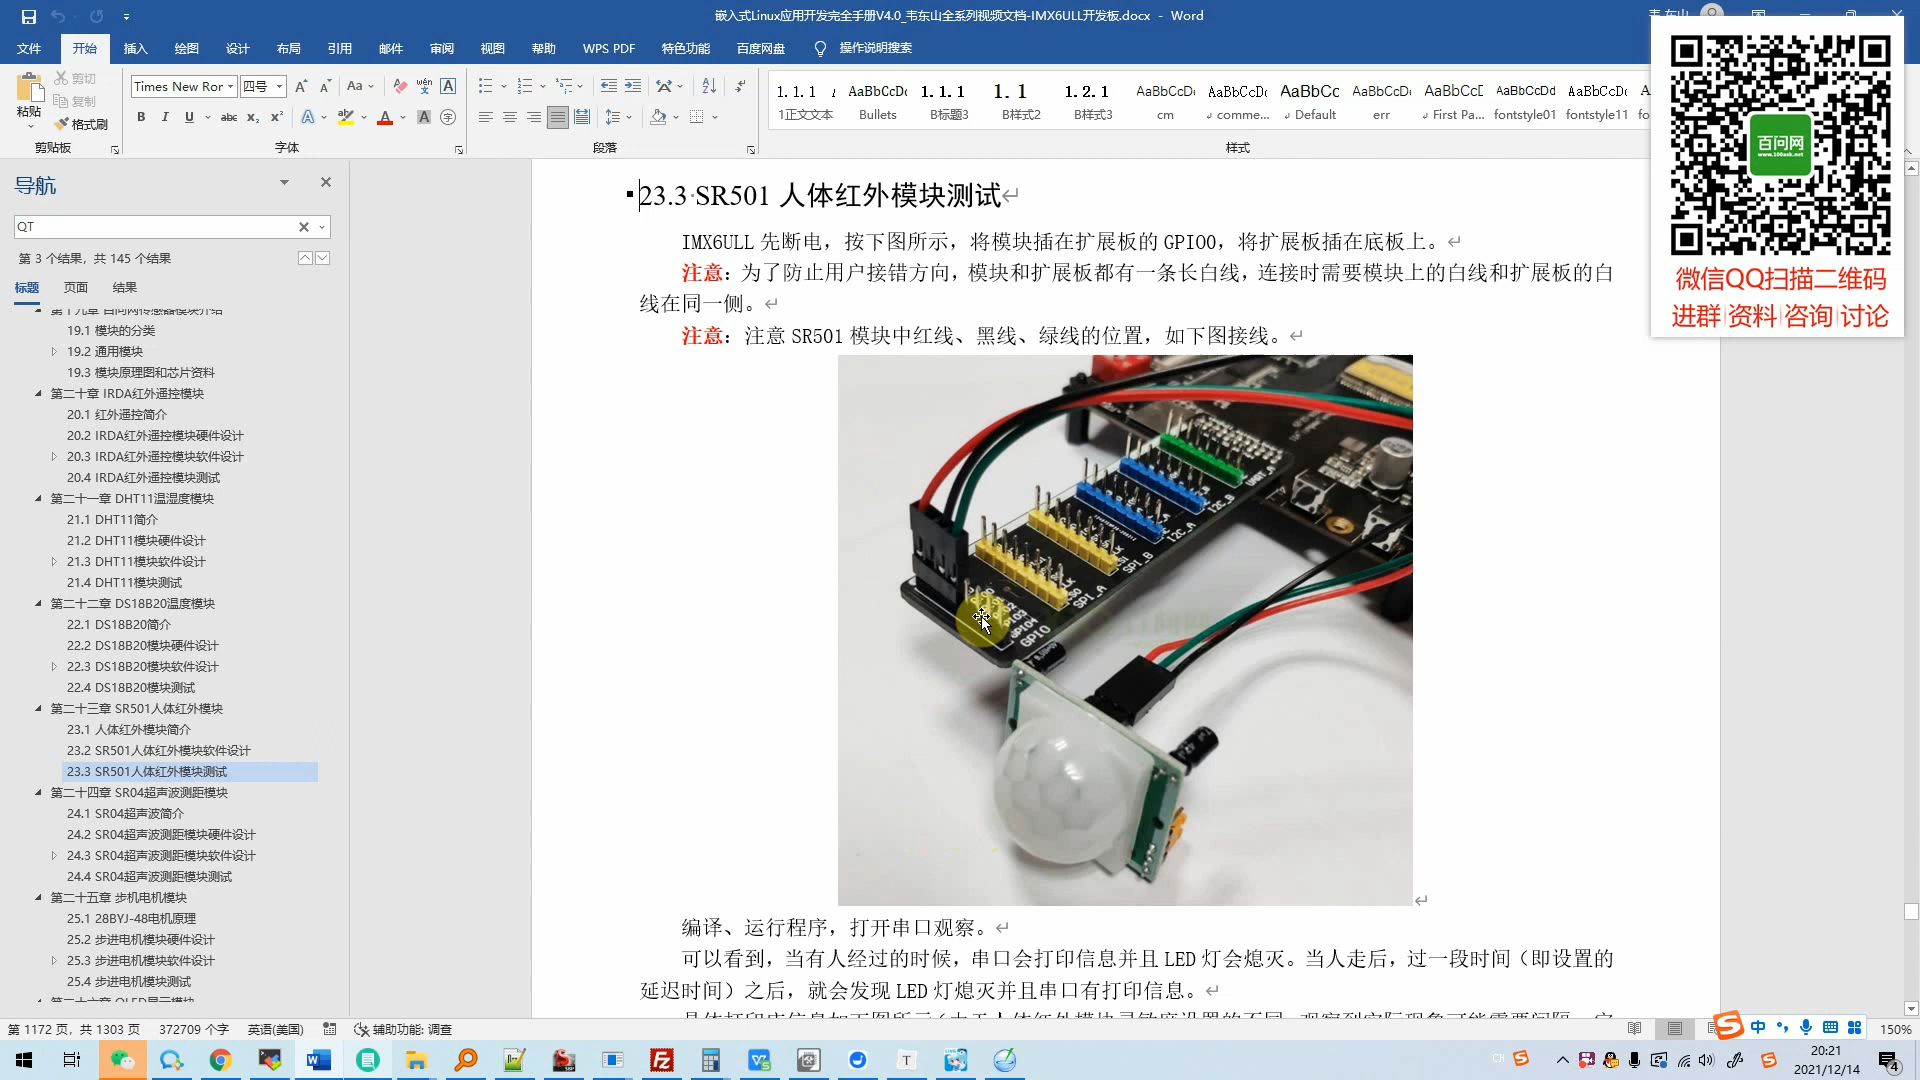 嵌入式Linux应用开发完全手册V4.0_韦东山全系列视频文档-IMX6ULL开发板.docx - Word
文件 开始 插入 绘图 设计 布局 引用 邮件 审阅 视图 帮助 WPS PDF 特色功能 百度网盘 操作说明搜索
剪切
复制
格式刷
粘贴
剪贴板
Times New Ror 四号
字体
段落
1正文文本 Bullets B标题3 B样式2 B样式3 cm comme... Default err First Pa... fontstyle01 fontstyle11
样式
百问网
www.100ask.net
微信QQ扫描二维码
进群|资料|咨询|讨论
导航
QT
第 3 个结果，共 145 个结果
标题 页面 结果
19.1 模块的分类
19.2 通用模块
19.3 模块原理图和芯片资料
第二十章 IRDA红外遥控模块
20.1 红外遥控简介
20.2 IRDA红外遥控模块硬件设计
20.3 IRDA红外遥控模块软件设计
20.4 IRDA红外遥控模块测试
第二十一章 DHT11温湿度模块
21.1 DHT11简介
21.2 DHT11模块硬件设计
21.3 DHT11模块软件设计
21.4 DHT11模块测试
第二十二章 DS18B20温度模块
22.1 DS18B20简介
22.2 DS18B20模块硬件设计
22.3 DS18B20模块软件设计
22.4 DS18B20模块测试
第二十三章 SR501人体红外模块
23.1 人体红外模块简介
23.2 SR501人体红外模块软件设计
23.3 SR501人体红外模块测试
第二十四章 SR04超声波测距模块
24.1 SR04超声波简介
24.2 SR04超声波测距模块硬件设计
24.3 SR04超声波测距模块软件设计
24.4 SR04超声波测距模块测试
第二十五章 步机电机模块
25.1 28BYJ-48电机原理
25.2 步进电机模块硬件设计
25.3 步进电机模块软件设计
25.4 步进电机模块测试
23.3 SR501 人体红外模块测试
IMX6ULL 先断电，按下图所示，将模块插在扩展板的 GPIO0，将扩展板插在底板上。
注意：为了防止用户接错方向，模块和扩展板都有一条长白线，连接时需要模块上的白线和扩展板的白
线在同一侧。
注意：注意 SR501 模块中红线、黑线、绿线的位置，如下图接线。
I2C_B
I2C_A
SPI_B
SPI_A
GPIO
编译、运行程序，打开串口观察。
可以看到，当有人经过的时候，串口会打印信息并且 LED 灯会熄灭。当人走后，过一段时间（即设置的
延迟时间）之后，就会发现 LED 灯熄灭并且串口有打印信息。
第 1172 页，共 1303 页 372709 个字 英语(美国) 辅助功能: 调查
中
150%
20:21
2021/12/14